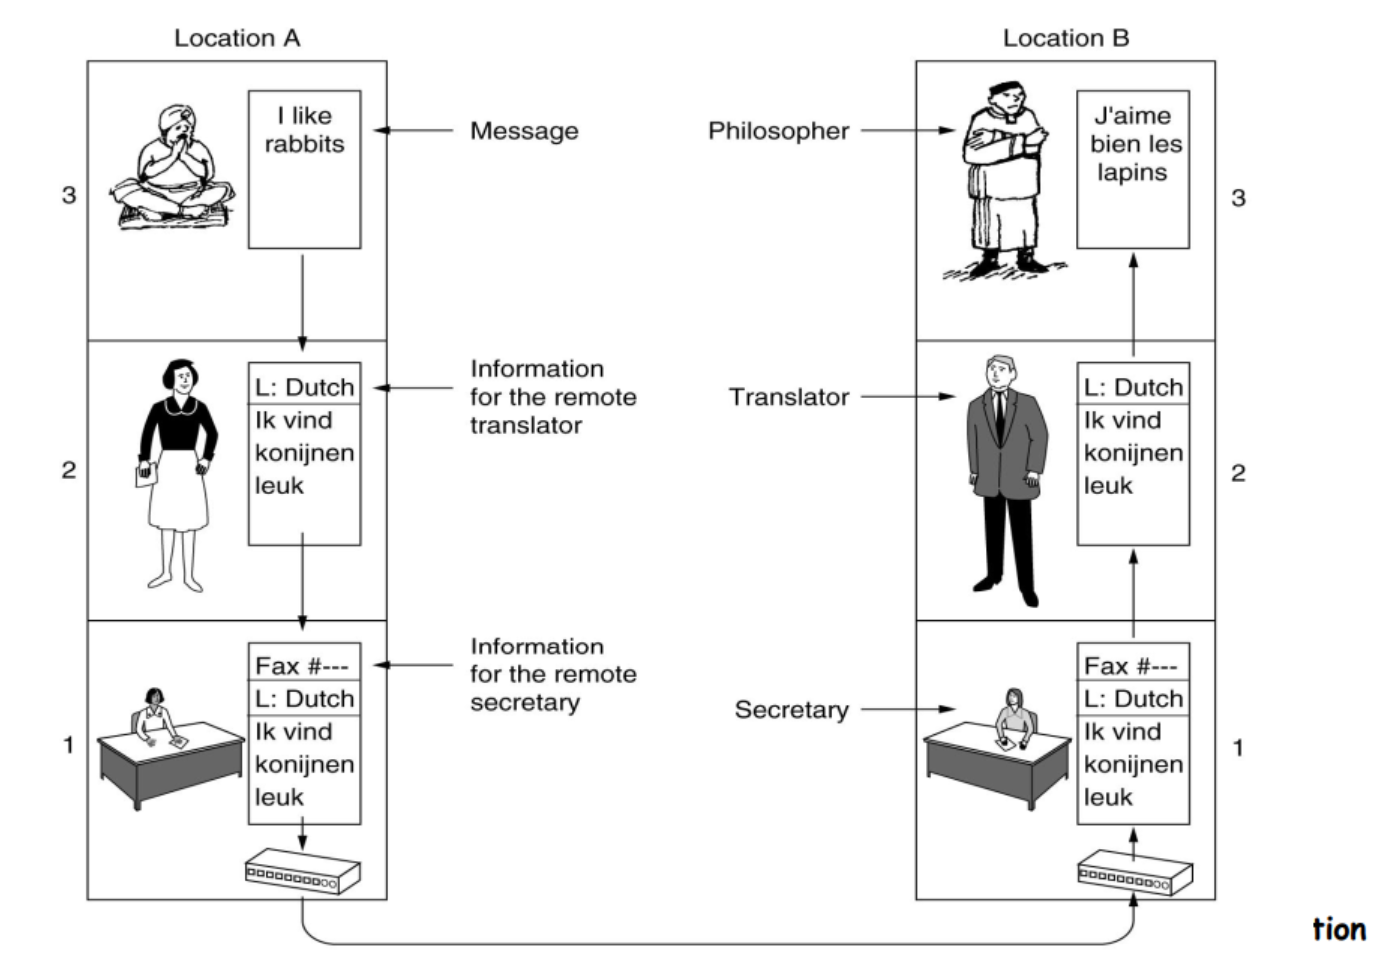 Location A
Location B
I like
rabbits
Message
Philosopher
J'aime
bien les
lapins
3
3
L: Dutch
Ik vind
konijnen
leuk
Information
for the remote
translator
Translator
L: Dutch
Ik vind
konijnen
leuk
2
2
Fax #---
L: Dutch
Ik vind
konijnen
leuk
Information
for the remote
secretary
Secretary
Fax #---
L: Dutch
Ik vind
konijnen
leuk
1
1
tion